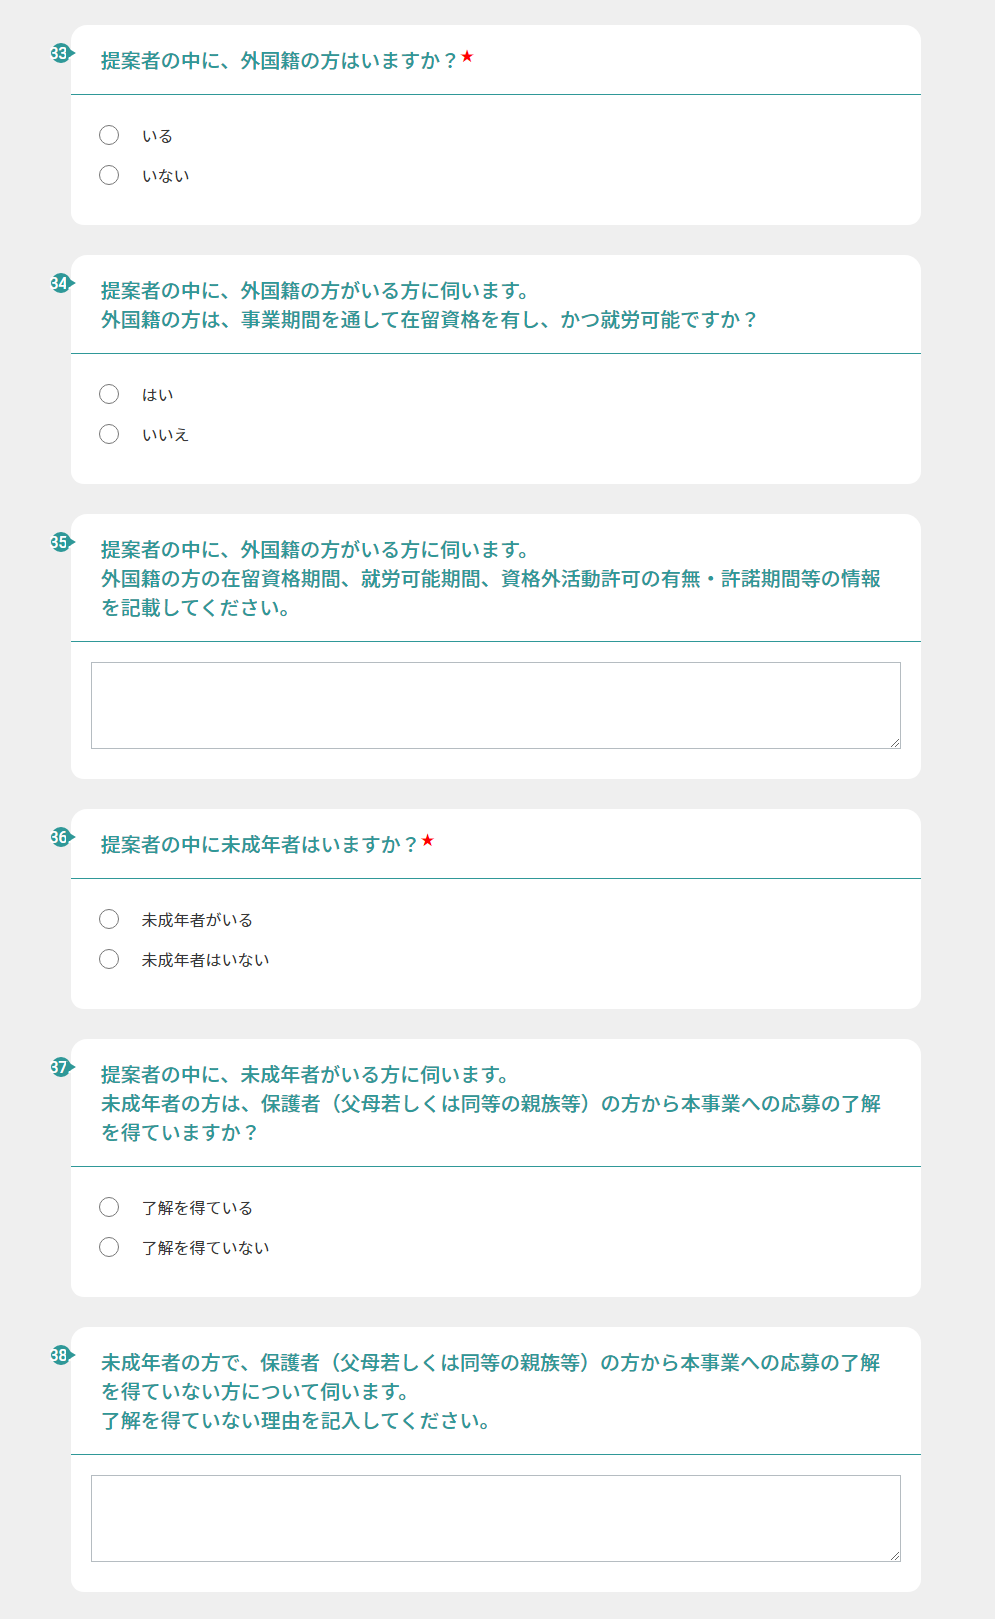 33
提案者の中に、外国籍の方はいますか？★
いる
いない
34
提案者の中に、外国籍の方がいる方に伺います。
外国籍の方は、事業期間を通して在留資格を有し、かつ就労可能ですか？
はい
いいえ
35
提案者の中に、外国籍の方がいる方に伺います。
外国籍の方の在留資格期間、就労可能期間、資格外活動許可の有無・許諾期間等の情報
を記載してください。
36
提案者の中に未成年者はいますか？★
未成年者がいる
未成年者はいない
37
提案者の中に、未成年者がいる方に伺います。
未成年者の方は、保護者（父母若しくは同等の親族等）の方から本事業への応募の了解
を得ていますか？
了解を得ている
了解を得ていない
38
未成年者の方で、保護者（父母若しくは同等の親族等）の方から本事業への応募の了解
を得ていない方について伺います。
了解を得ていない理由を記入してください。